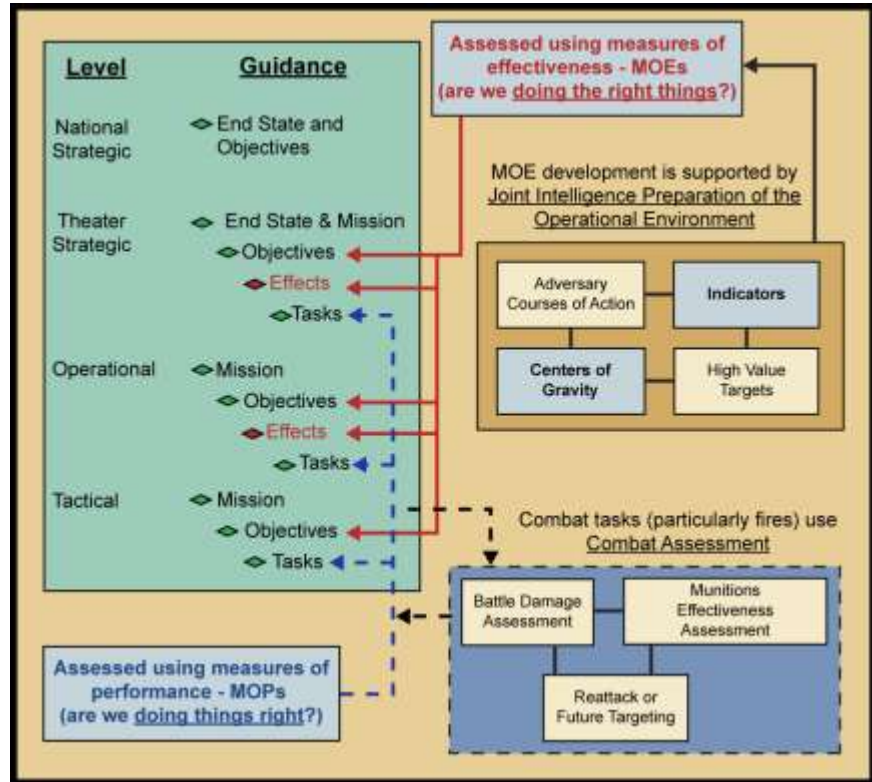 Level Guidance
National
Strategic
End State and
Objectives
Theater
Strategic
End State & Mission
Objectives
Effects
Tasks
Operational
Mission
Objectives
Effects
Tasks
Tactical
Mission
Objectives
Tasks
Assessed using measures of
effectiveness - MOEs
(are we doing the right things?)
MOE development is supported by
Joint Intelligence Preparation of the
Operational Environment
Adversary
Courses of Action
Indicators
Centers of
Gravity
High Value
Targets
Combat tasks (particularly fires) use
Combat Assessment
Battle Damage
Assessment
Munitions
Effectiveness
Assessment
Reattack or
Future Targeting
Assessed using measures of
performance - MOPs
(are we doing things right?)